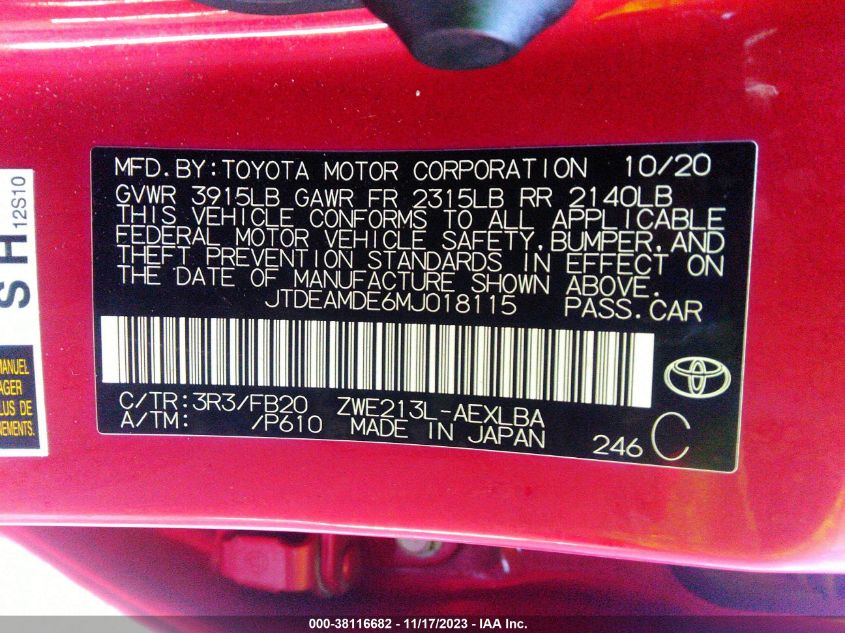 MFD. BY: TOYOTA MOTOR CORPORATION 10/20
GVWR 3915LB GAWR FR 2315LB RR 2140LB
THIS VEHICLE CONFORMS TO ALL APPLICABLE
FEDERAL MOTOR VEHICLE SAFETY, BUMPER, AND
THEFT PREVENTION STANDARDS IN EFFECT ON
THE DATE OF MANUFACTURE SHOWN ABOVE.
JTDEAMDE6MJ018115 PASS. CAR
C/TR: 3R3/FB20 ZWE213L-AEXLBA
A/TM: /P610 MADE IN JAPAN
246 C
S H
12S10
MANUEL
AGER
PLUS DE
NEMENTS.
000-38116682 - 11/17/2023 - IAA Inc.